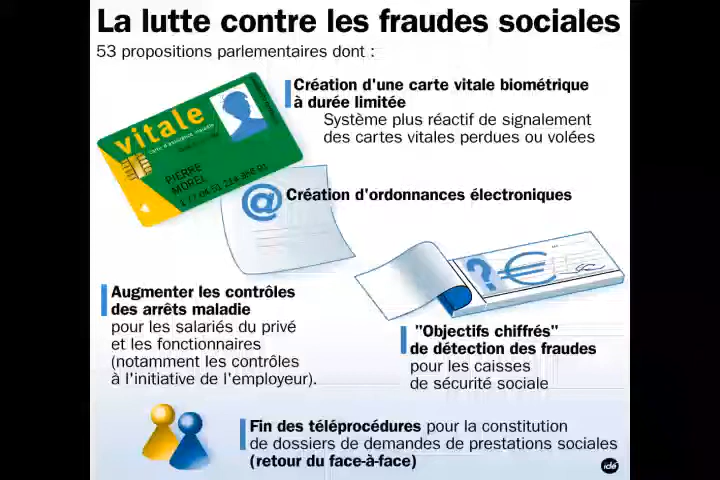 La lutte contre les fraudes sociales
53 propositions parlementaires dont :
Création d'une carte vitale biométrique
à durée limitée
Système plus réactif de signalement
des cartes vitales perdues ou volées
vitale
carte d'assurance maladie
PIERRE
MOREL
@
Création d'ordonnances électroniques
?€
Augmenter les contrôles
des arrêts maladie
pour les salariés du privé
et les fonctionnaires
(notamment les contrôles
à l'initiative de l'employeur).
"Objectifs chiffrés"
de détection des fraudes
pour les caisses
de sécurité sociale
Fin des téléprocédures pour la constitution
de dossiers de demandes de prestations sociales
(retour du face-à-face)
idé